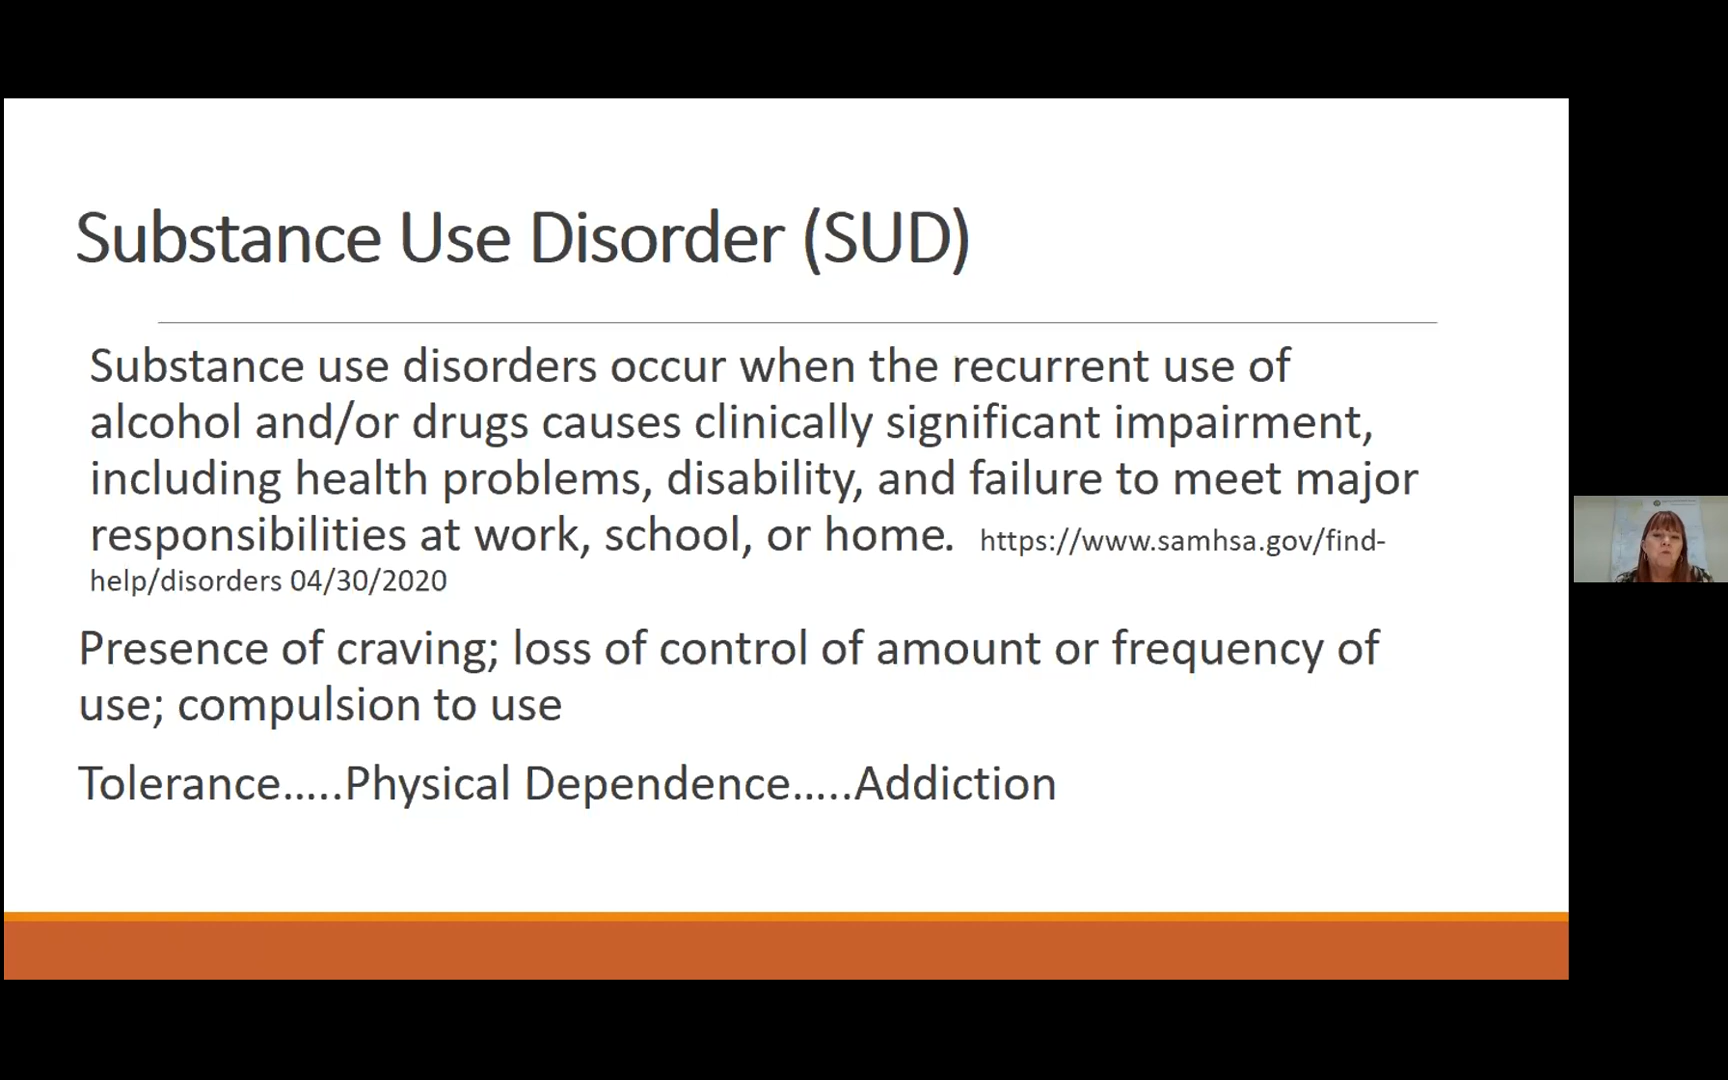 Substance Use Disorder (SUD)
Substance use disorders occur when the recurrent use of
alcohol and/or drugs causes clinically significant impairment,
including health problems, disability, and failure to meet major
responsibilities at work, school, or home. https://www.samhsa.gov/find-
help/disorders 04/30/2020
Presence of craving; loss of control of amount or frequency of
use; compulsion to use
Tolerance.....Physical Dependence.....Addiction